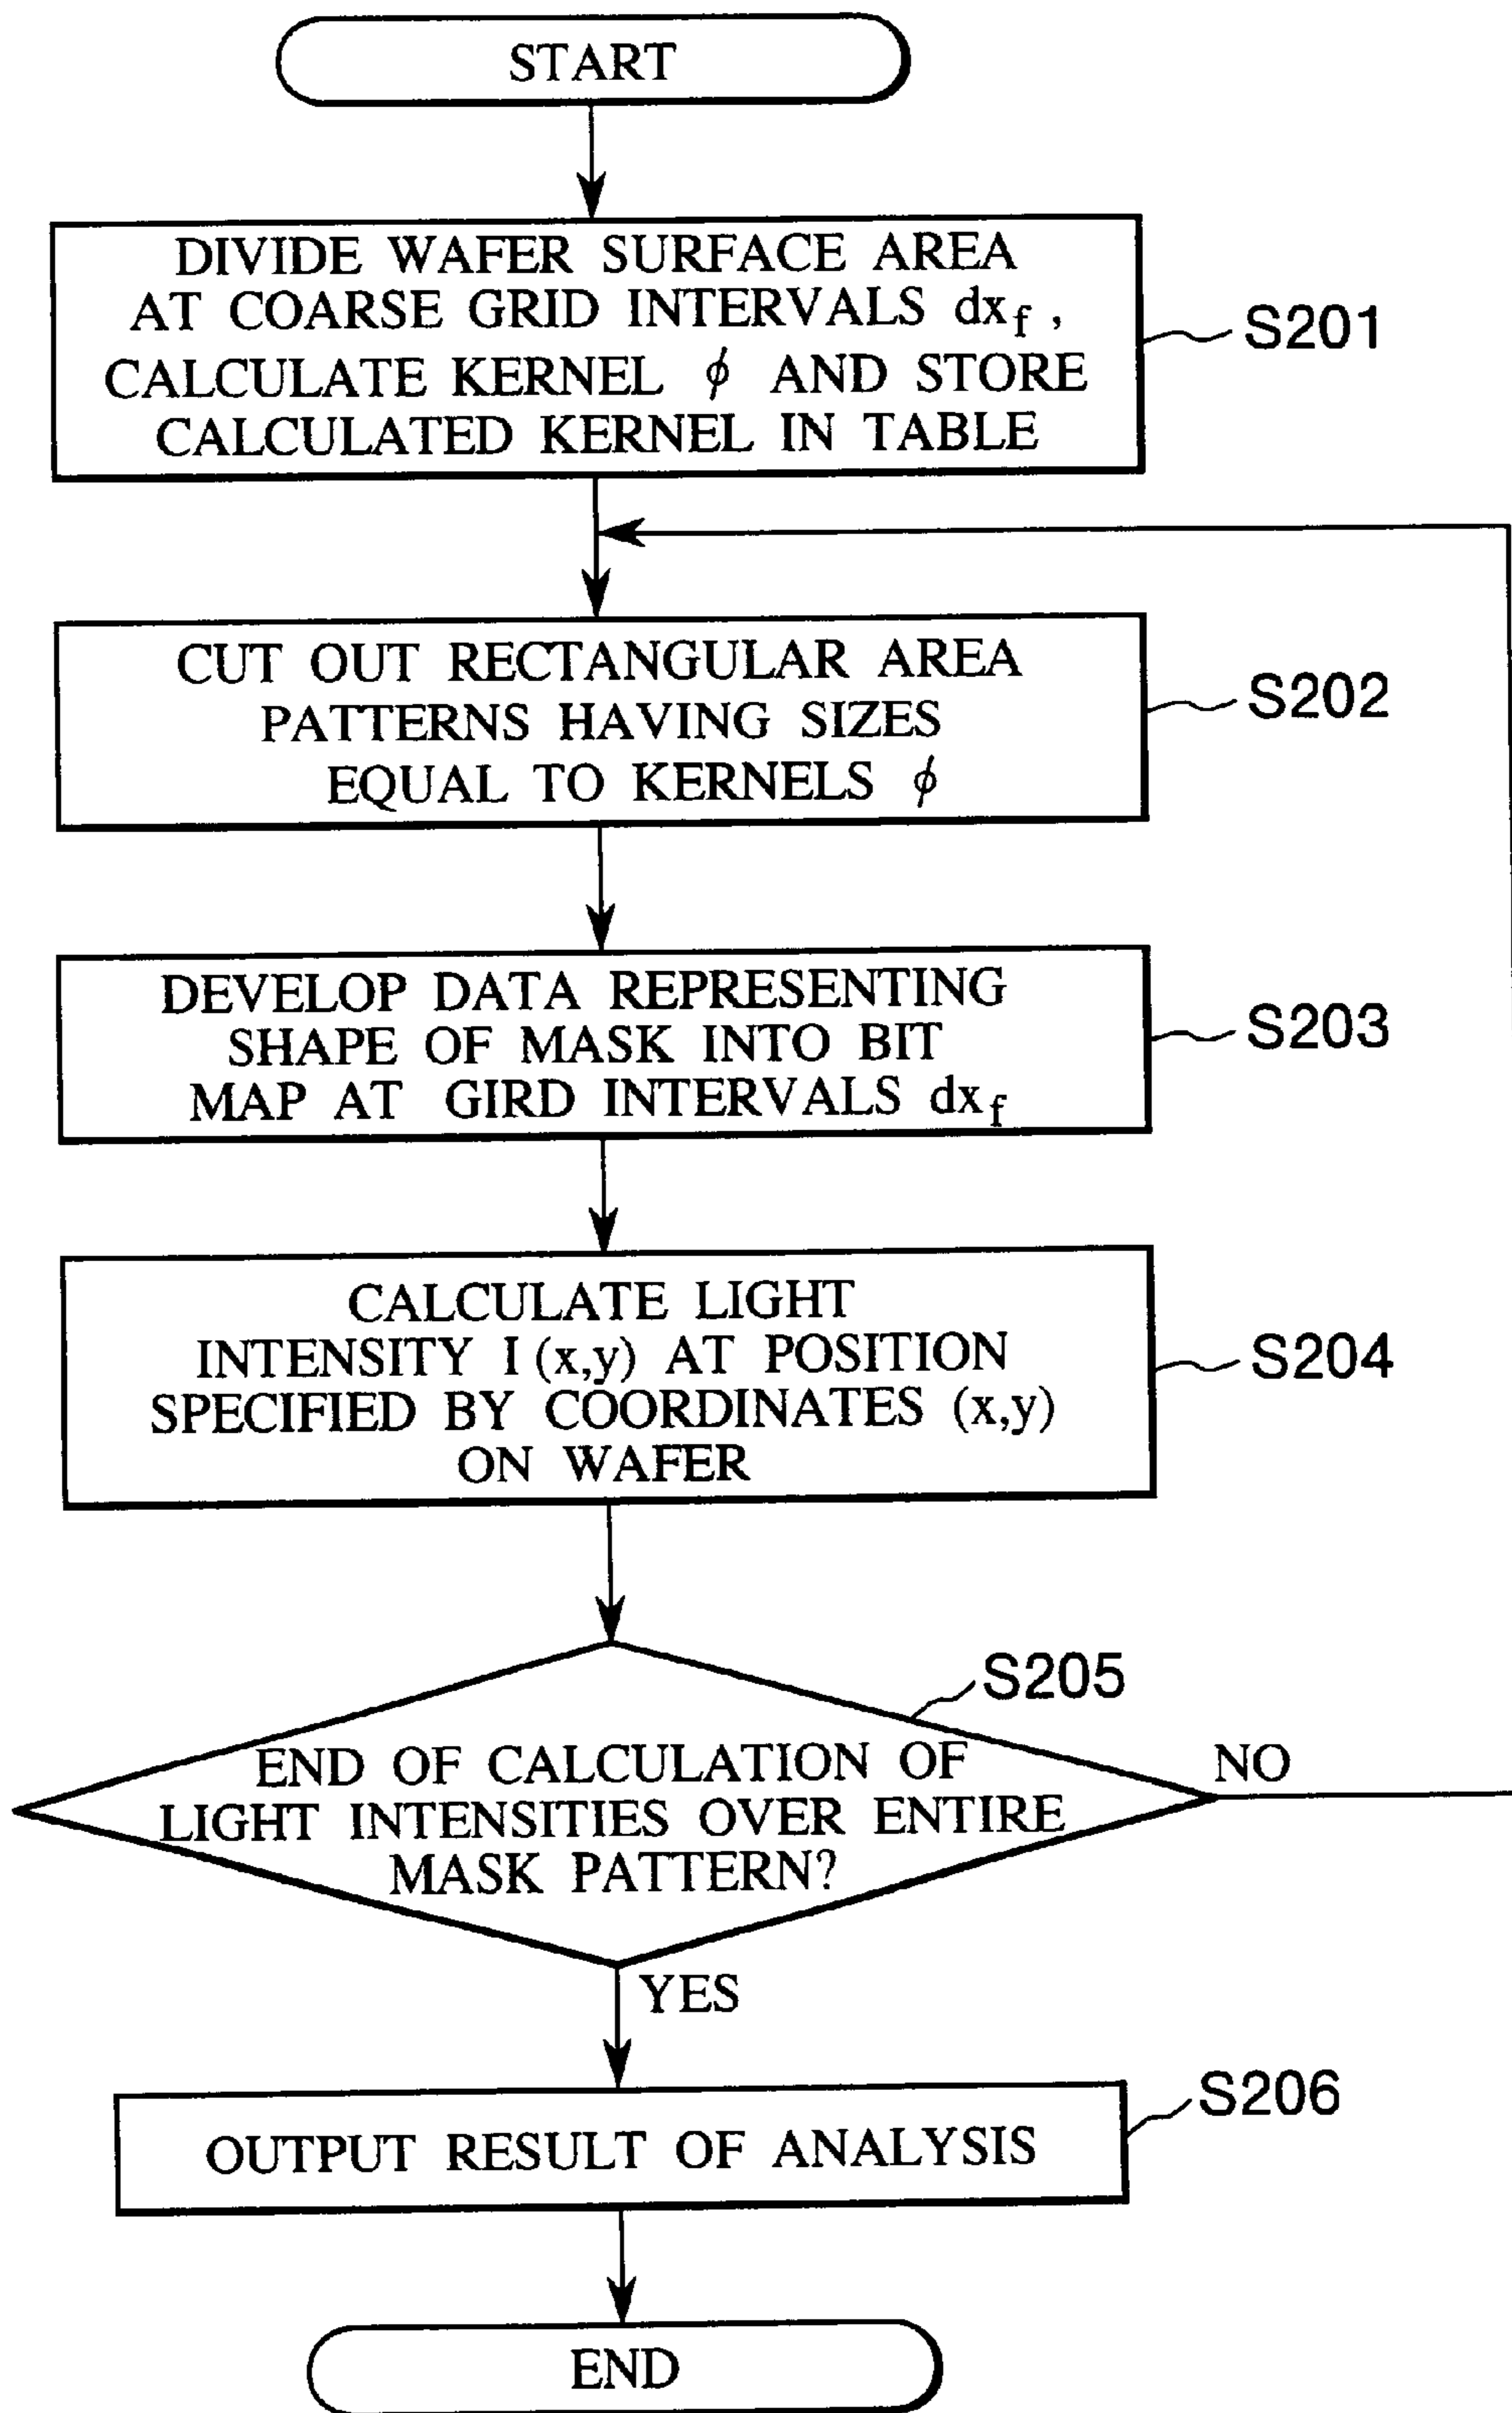 START
DIVIDE WAFER SURFACE AREA
AT COARSE GRID INTERVALS dxf ,
CALCULATE KERNEL ϕ AND STORE
CALCULATED KERNEL IN TABLE
S201
CUT OUT RECTANGULAR AREA
PATTERNS HAVING SIZES
EQUAL TO KERNELS ϕ
S202
DEVELOP DATA REPRESENTING
SHAPE OF MASK INTO BIT
MAP AT GIRD INTERVALS dxf
S203
CALCULATE LIGHT
INTENSITY I (x,y) AT POSITION
SPECIFIED BY COORDINATES (x,y)
ON WAFER
S204
S205
END OF CALCULATION OF
LIGHT INTENSITIES OVER ENTIRE
MASK PATTERN?
NO
YES
OUTPUT RESULT OF ANALYSIS
S206
END